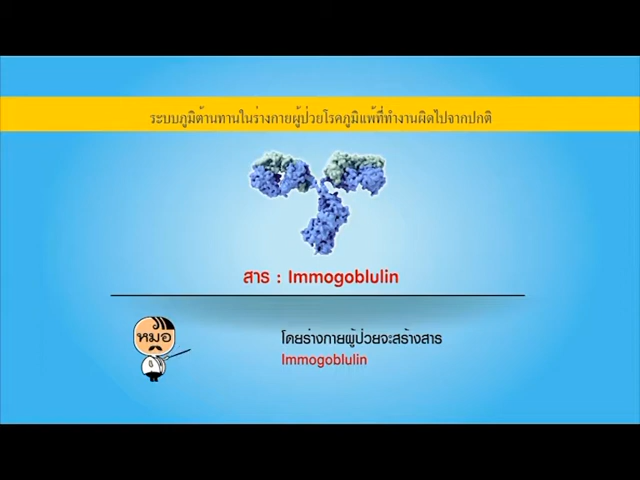 ระบบภูมิต้านทานในร่างกายผู้ป่วยโรคภูมิแพ้ที่ทำงานผิดไปจากปกติ
สาร : Immogoblulin
หมอ
โดยร่างกายผู้ป่วยจะสร้างสาร
Immogoblulin